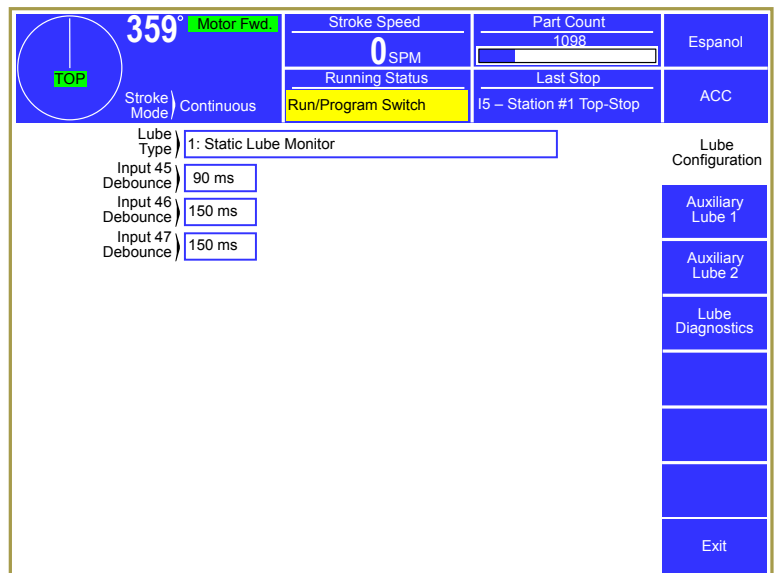 359° Motor Fwd.
TOP
Stroke Mode Continuous
Stroke Speed
0 SPM
Part Count
1098
Running Status
Run/Program Switch
Last Stop
I5 – Station #1 Top-Stop
Espanol
ACC
Lube Type 1: Static Lube Monitor
Input 45 Debounce 90 ms
Input 46 Debounce 150 ms
Input 47 Debounce 150 ms
Lube
Configuration
Auxiliary
Lube 1
Auxiliary
Lube 2
Lube
Diagnostics
Exit